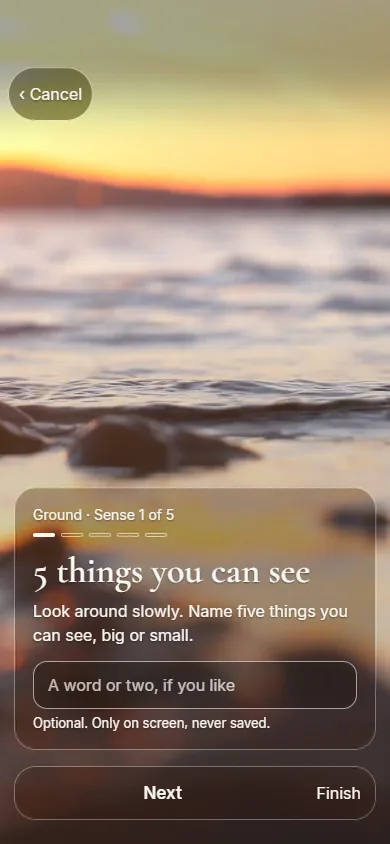 ‹ Cancel
Ground · Sense 1 of 5
5 things you can see
Look around slowly. Name five things you
can see, big or small.
A word or two, if you like
Optional. Only on screen, never saved.
Next
Finish